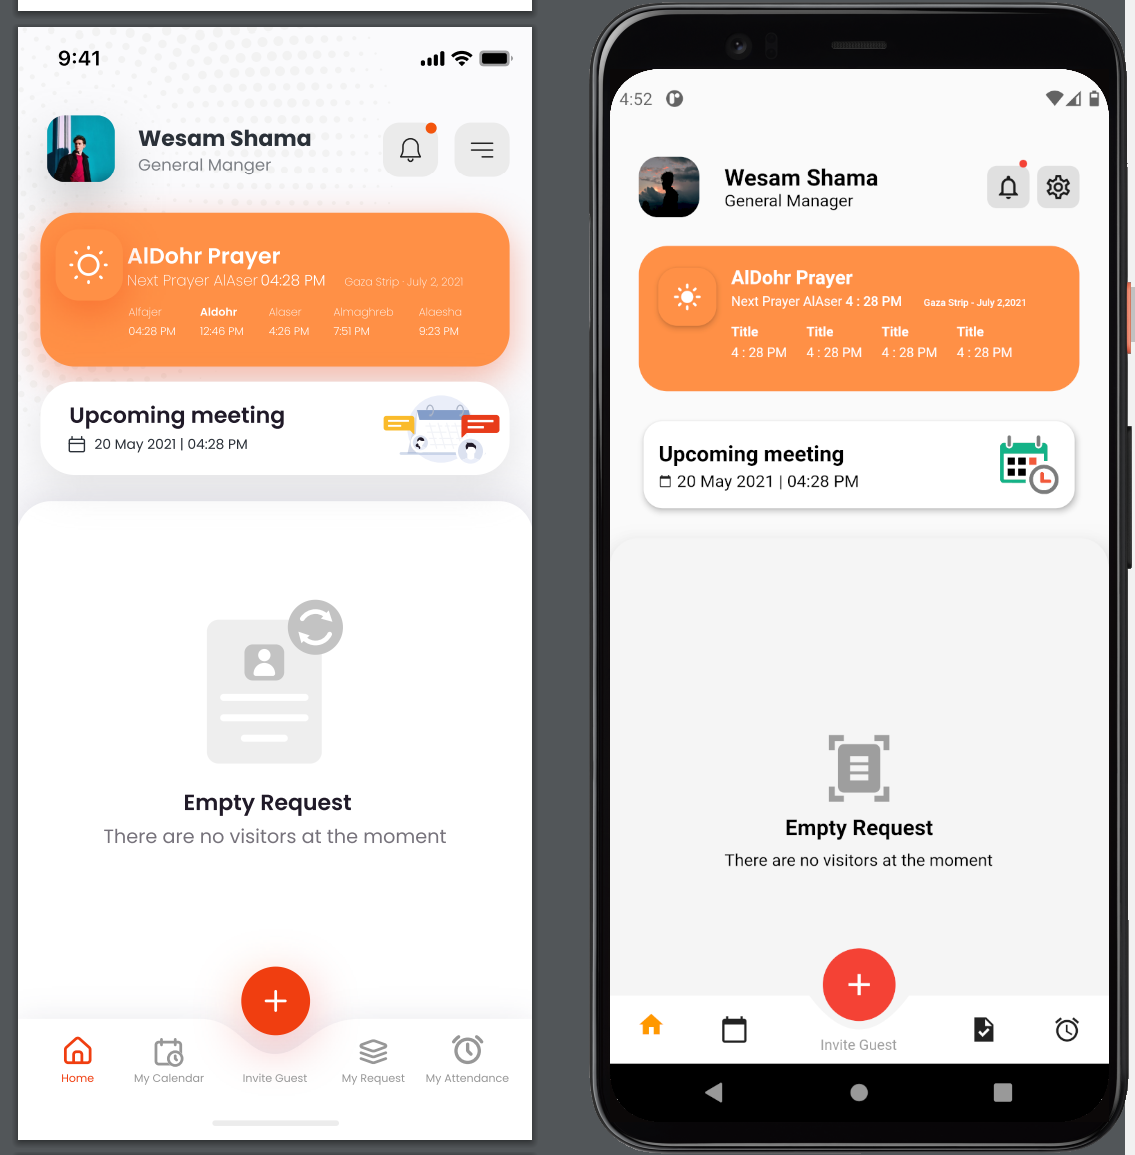 9:41
Wesam Shama
General Manger
AlDohr Prayer
Next Prayer AlAser 04:28 PM Gaza Strip · July 2, 2021
Alfajer Aldohr Alaser Almaghreb Alaesha
04:28 PM 12:46 PM 4:26 PM 7:51 PM 9:23 PM
Upcoming meeting
20 May 2021 | 04:28 PM
Empty Request
There are no visitors at the moment
Home My Calendar Invite Guest My Request My Attendance
4:52
Wesam Shama
General Manager
AlDohr Prayer
Next Prayer AlAser 4 : 28 PM Gaza Strip - July 2,2021
Title Title Title Title
4 : 28 PM 4 : 28 PM 4 : 28 PM 4 : 28 PM
Upcoming meeting
20 May 2021 | 04:28 PM
Empty Request
There are no visitors at the moment
Invite Guest